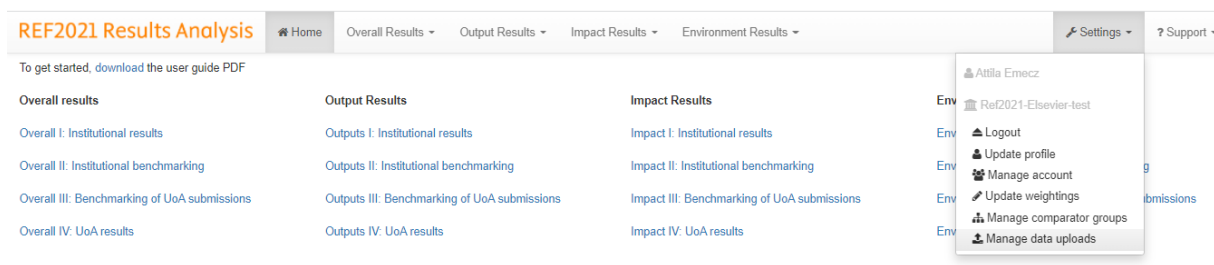 REF2021 Results Analysis Home Overall Results Output Results Impact Results Environment Results Settings ? Support
To get started, download the user guide PDF
Overall results Output Results Impact Results Env
Overall I: Institutional results Outputs I: Institutional results Impact I: Institutional results Env
Overall II: Institutional benchmarking Outputs II: Institutional benchmarking Impact II: Institutional benchmarking Env g
Overall III: Benchmarking of UoA submissions Outputs III: Benchmarking of UoA submissions Impact III: Benchmarking of UoA submissions Env bmissions
Overall IV: UoA results Outputs IV: UoA results Impact IV: UoA results Env
Attila Emecz
Ref2021-Elsevier-test
Logout
Update profile
Manage account
Update weightings
Manage comparator groups
Manage data uploads